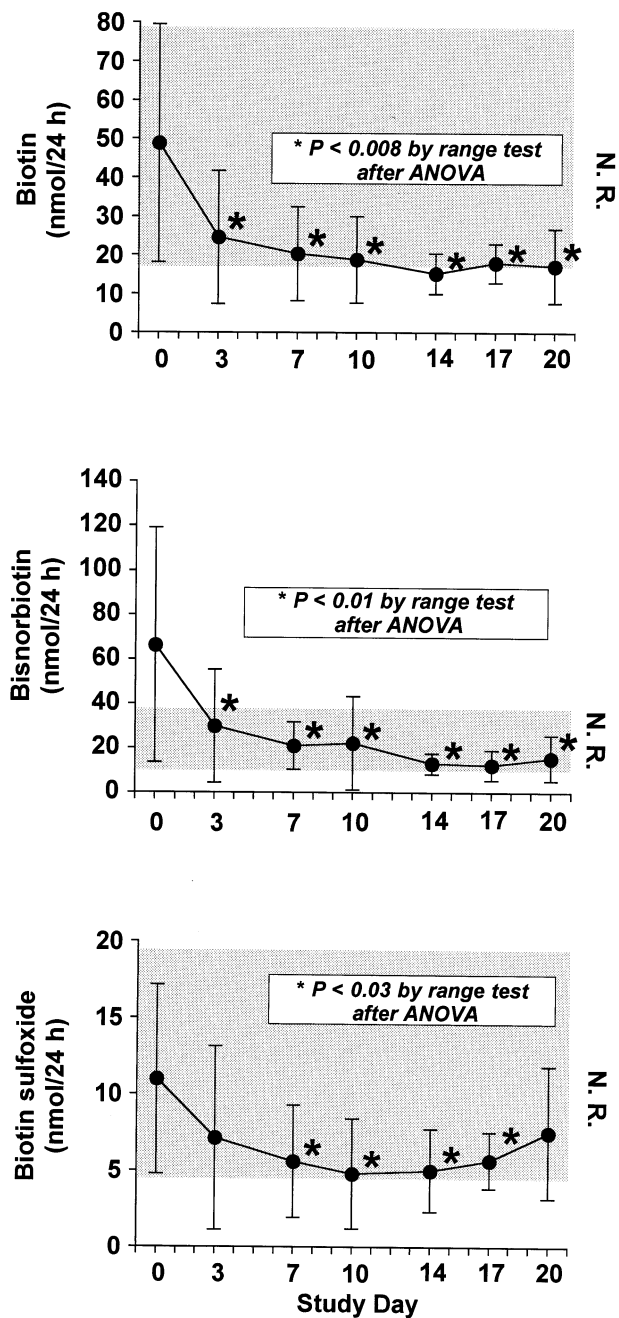 Biotin
(nmol/24 h)
80
70
60
50
40
30
20
10
0
* P < 0.008 by range test
after ANOVA
* * * * * *
N. R.
0 3 7 10 14 17 20
Bisnorbiotin
(nmol/24 h)
140
120
100
80
60
40
20
0
* P < 0.01 by range test
after ANOVA
* * * * * *
N. R.
0 3 7 10 14 17 20
Biotin sulfoxide
(nmol/24 h)
20
15
10
5
0
* P < 0.03 by range test
after ANOVA
* * * *
N. R.
0 3 7 10 14 17 20
Study Day